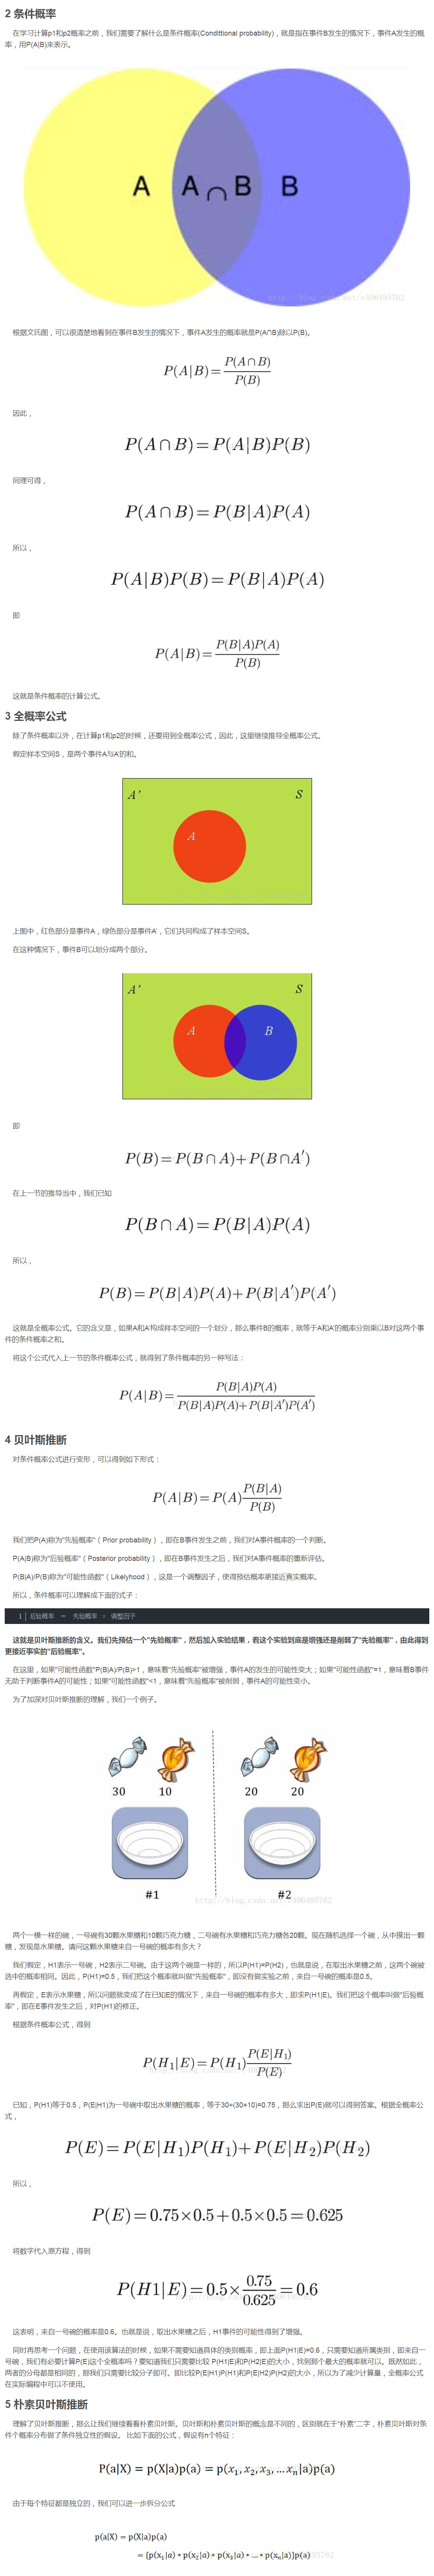 2 条件概率
在学习计算p1和p2概率之前，我们需要了解什么是条件概率(Condittional probability)，就是指在事件B发生的情况下，事件A发生的概
率，用P(A|B)来表示。
A A∩B B
根据文氏图，可以很清楚地看到在事件B发生的情况下，事件A发生的概率就是P(A∩B)除以P(B)。
P(A|B)=P(A∩B)/P(B)
因此，
P(A∩B)=P(A|B)P(B)
同理可得，
P(A∩B)=P(B|A)P(A)
所以，
P(A|B)P(B)=P(B|A)P(A)
即
P(A|B)=P(B|A)P(A)/P(B)
这就是条件概率的计算公式。
3 全概率公式
除了条件概率以外，在计算p1和p2的时候，还要用到全概率公式，因此，这里继续推导全概率公式。
假定样本空间S，是两个事件A与A'的和。
A' S
A
上图中，红色部分是事件A，绿色部分是事件A'，它们共同构成了样本空间S。
在这种情况下，事件B可以划分成两个部分。
A' S
A B
即
P(B)=P(B∩A)+P(B∩A')
在上一节的推导当中，我们已知
P(B∩A)=P(B|A)P(A)
所以，
P(B)=P(B|A)P(A)+P(B|A')P(A')
这就是全概率公式。它的含义是，如果A和A'构成样本空间的一个划分，那么事件B的概率，就等于A和A'的概率分别乘以B对这两个事
件的条件概率之和。
将这个公式代入上一节的条件概率公式，就得到了条件概率的另一种写法：
P(A|B)=P(B|A)P(A)/P(B|A)P(A)+P(B|A')P(A')
4 贝叶斯推断
对条件概率公式进行变形，可以得到如下形式：
P(A|B)=P(A)P(B|A)/P(B)
我们把P(A)称为"先验概率"（Prior probability），即在B事件发生之前，我们对A事件概率的一个判断。
P(A|B)称为"后验概率"（Posterior probability），即在B事件发生之后，我们对A事件概率的重新评估。
P(B|A)/P(B)称为"可能性函数"（Likelyhood），这是一个调整因子，使得预估概率更接近真实概率。
所以，条件概率可以理解成下面的式子：
1 后验概率 = 先验概率 × 调整因子
这就是贝叶斯推断的含义。我们先预估一个"先验概率"，然后加入实验结果，看这个实验到底是增强还是削弱了"先验概率"，由此得到
更接近事实的"后验概率"。
在这里，如果"可能性函数"P(B|A)/P(B)>1，意味着"先验概率"被增强，事件A的发生的可能性变大；如果"可能性函数"=1，意味着B事件
无助于判断事件A的可能性；如果"可能性函数"<1，意味着"先验概率"被削弱，事件A的可能性变小。
为了加深对贝叶斯推断的理解，我们一个例子。
30 10 20 20
#1 #2
http://blog.csdn.net/c406495762
两个一模一样的碗，一号碗有30颗水果糖和10颗巧克力糖，二号碗有水果糖和巧克力糖各20颗。现在随机选择一个碗，从中摸出一颗
糖，发现是水果糖。请问这颗水果糖来自一号碗的概率有多大？
我们假定，H1表示一号碗，H2表示二号碗。由于这两个碗是一样的，所以P(H1)=P(H2)，也就是说，在取出水果糖之前，这两个碗被
选中的概率相同。因此，P(H1)=0.5，我们把这个概率就叫做"先验概率"，即没有做实验之前，来自一号碗的概率是0.5。
再假定，E表示水果糖，所以问题就变成了在已知E的情况下，来自一号碗的概率有多大，即求P(H1|E)。我们把这个概率叫做"后验概
率"，即在E事件发生之后，对P(H1)的修正。
根据条件概率公式，得到
P(H₁|E)=P(H₁)P(E|H₁)/P(E)
已知，P(H1)等于0.5，P(E|H1)为一号碗中取出水果糖的概率，等于30÷(30+10)=0.75，那么求出P(E)就可以得到答案。根据全概率公
式，
P(E)=P(E|H₁)P(H₁)+P(E|H₂)P(H₂)
所以，
P(E)=0.75×0.5+0.5×0.5=0.625
将数字代入原方程，得到
P(H1|E)=0.5×0.75/0.625=0.6
这表明，来自一号碗的概率是0.6。也就是说，取出水果糖之后，H1事件的可能性得到了增强。
同时再思考一个问题，在使用该算法的时候，如果不需要知道具体的类别概率，即上面P(H1|E)=0.6，只需要知道所属类别，即来自一
号碗，我们有必要计算P(E)这个全概率吗？要知道我们只需要比较 P(H1|E)和P(H2|E)的大小，找到那个最大的概率就可以。既然如此，
两者的分母都是相同的，那我们只需要比较分子即可。即比较P(E|H1)P(H1)和P(E|H2)P(H2)的大小，所以为了减少计算量，全概率公式
在实际编程中可以不使用。
5 朴素贝叶斯推断
理解了贝叶斯推断，那么让我们继续看看朴素贝叶斯。贝叶斯和朴素贝叶斯的概念是不同的，区别就在于"朴素"二字，朴素贝叶斯对条
件个概率分布做了条件独立性的假设。 比如下面的公式，假设有n个特征：
P(a|X) = p(X|a)p(a) = p(x₁, x₂, x₃, ... xₙ|a)p(a)
由于每个特征都是独立的，我们可以进一步拆分公式
p(a|X) = p(X|a)p(a)
= {p(x₁|a) * p(x₂|a) * p(x₃|a) * ... * p(xₙ|a)}p(a)